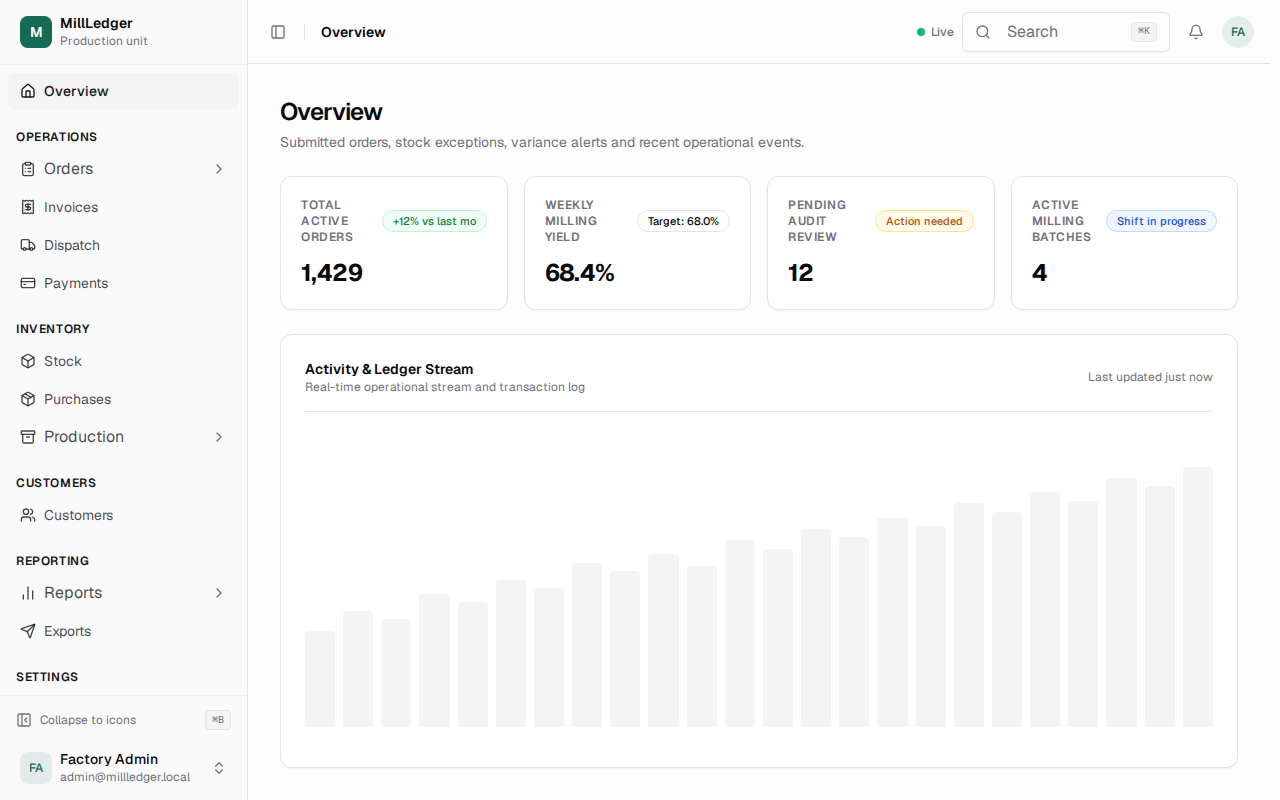 M
MillLedger
Production unit
Overview
OPERATIONS
Orders
Invoices
Dispatch
Payments
INVENTORY
Stock
Purchases
Production
CUSTOMERS
Customers
REPORTING
Reports
Exports
SETTINGS
Collapse to icons ⌘B
FA
Factory Admin
admin@millledger.local
Overview
Live
Search ⌘K
FA
Overview
Submitted orders, stock exceptions, variance alerts and recent operational events.
TOTAL
ACTIVE
ORDERS
+12% vs last mo
1,429
WEEKLY
MILLING
YIELD
Target: 68.0%
68.4%
PENDING
AUDIT
REVIEW
Action needed
12
ACTIVE
MILLING
BATCHES
Shift in progress
4
Activity & Ledger Stream
Real-time operational stream and transaction log
Last updated just now